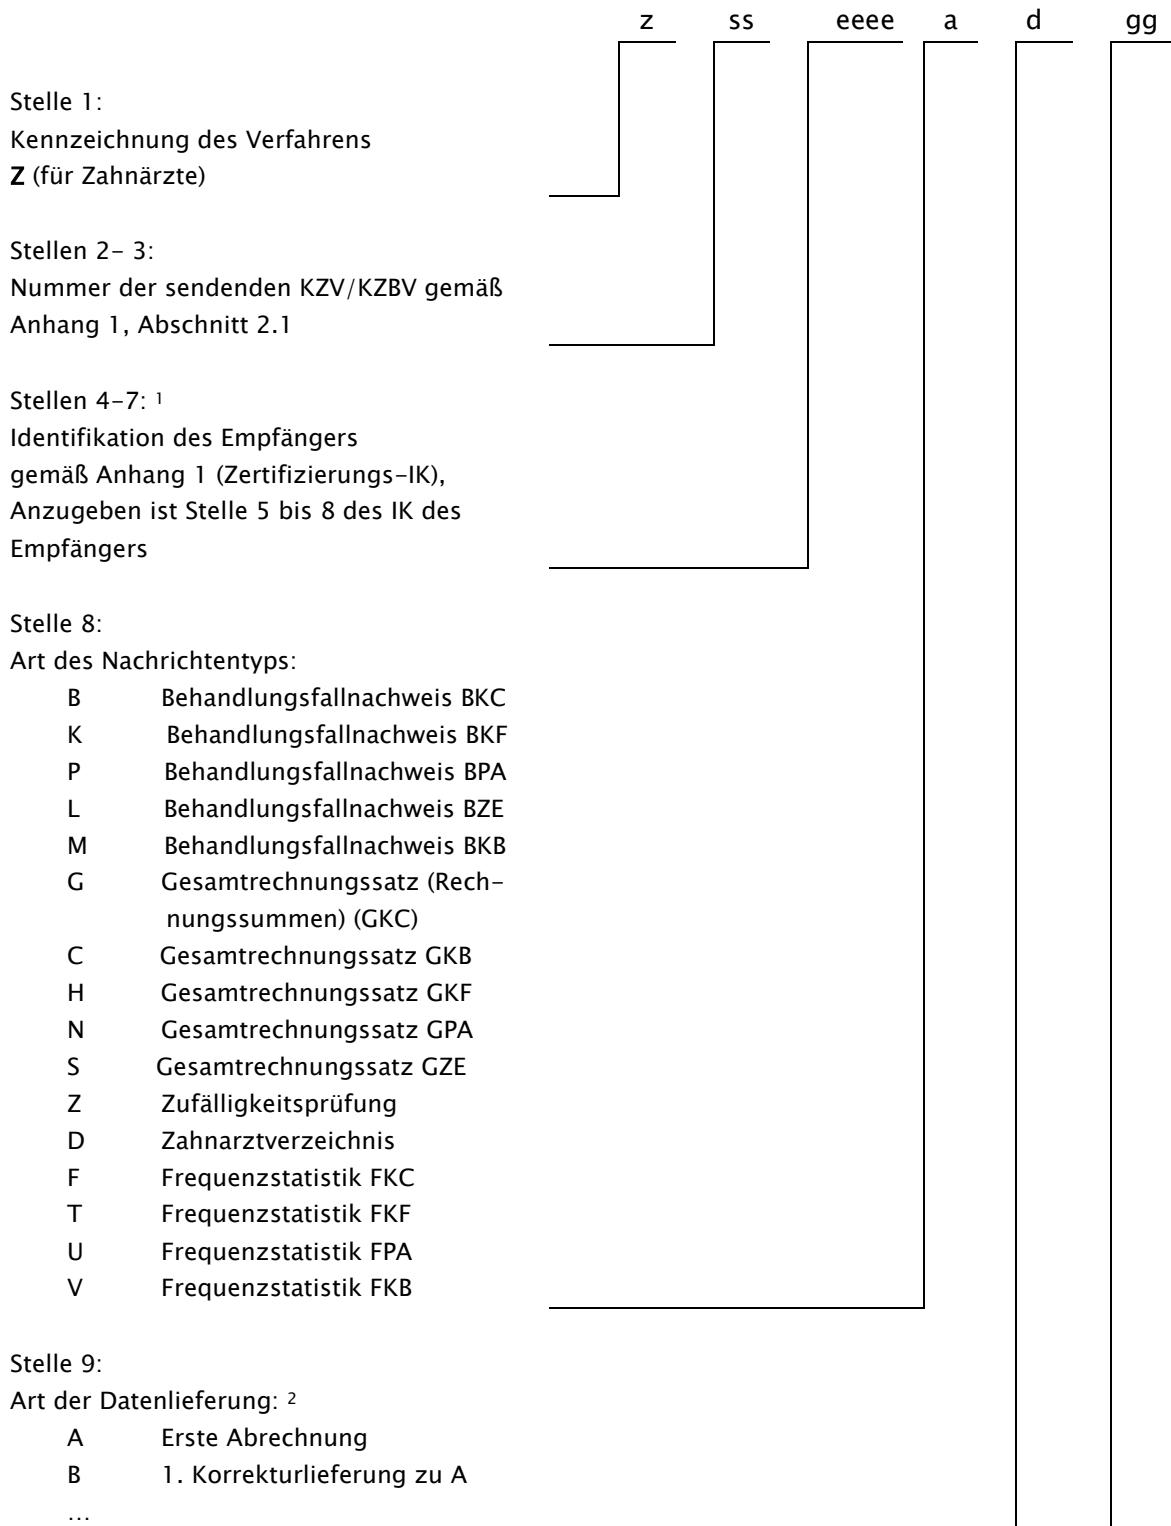 z ss eeee a d gg
Stelle 1:
Kennzeichnung des Verfahrens
Z (für Zahnärzte)
Stellen 2- 3:
Nummer der sendenden KZV/KZBV gemäß
Anhang 1, Abschnitt 2.1
Stellen 4-7: 1
Identifikation des Empfängers
gemäß Anhang 1 (Zertifizierungs-IK),
Anzugeben ist Stelle 5 bis 8 des IK des
Empfängers
Stelle 8:
Art des Nachrichtentyps:
B Behandlungsfallnachweis BKC
K Behandlungsfallnachweis BKF
P Behandlungsfallnachweis BPA
L Behandlungsfallnachweis BZE
M Behandlungsfallnachweis BKB
G Gesamtrechnungssatz (Rech-
nungssummen) (GKC)
C Gesamtrechnungssatz GKB
H Gesamtrechnungssatz GKF
N Gesamtrechnungssatz GPA
S Gesamtrechnungssatz GZE
Z Zufälligkeitsprüfung
D Zahnarztverzeichnis
F Frequenzstatistik FKC
T Frequenzstatistik FKF
U Frequenzstatistik FPA
V Frequenzstatistik FKB
Stelle 9:
Art der Datenlieferung: 2
A Erste Abrechnung
B 1. Korrekturlieferung zu A
...